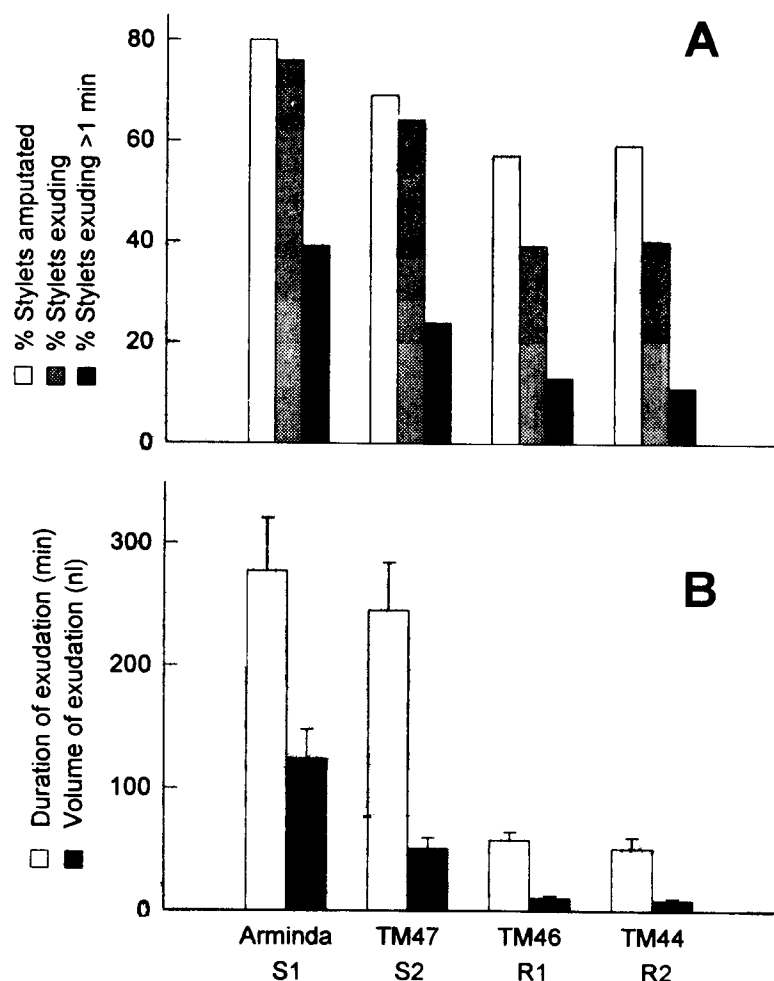 A
% Stylets amputated
% Stylets exuding
% Stylets exuding >1 min
80
60
40
20
0
B
Duration of exudation (min)
Volume of exudation (nl)
300
200
100
0
Arminda TM47 TM46 TM44
S1 S2 R1 R2